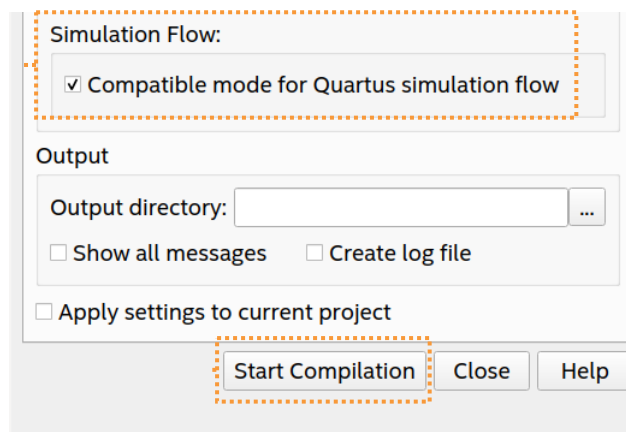 Simulation Flow:
Compatible mode for Quartus simulation flow
Output
Output directory: ...
Show all messages Create log file
Apply settings to current project
Start Compilation Close Help